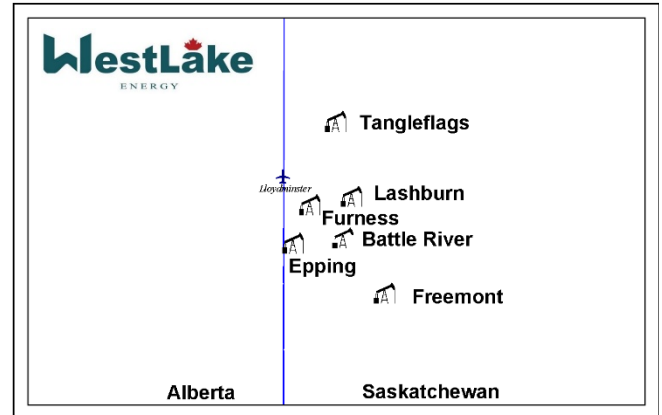 WestLake
ENERGY
Tangleflags
Lloydminster
Lashburn
Furness
Battle River
Epping
Freemont
Alberta
Saskatchewan